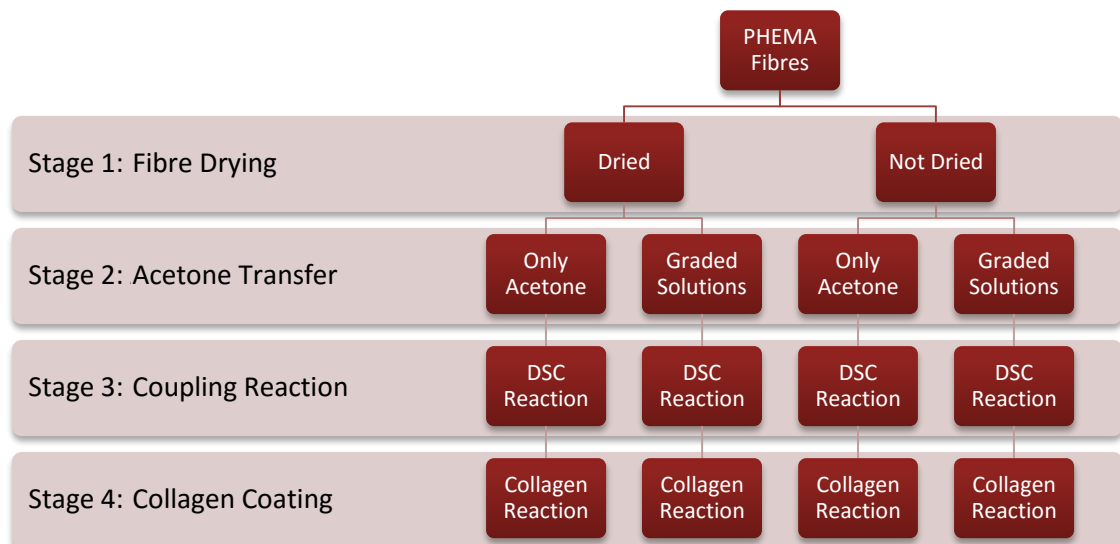 PHEMA
Fibres
Stage 1: Fibre Drying
Dried
Not Dried
Stage 2: Acetone Transfer
Only
Acetone
Graded
Solutions
Only
Acetone
Graded
Solutions
Stage 3: Coupling Reaction
DSC
Reaction
DSC
Reaction
DSC
Reaction
DSC
Reaction
Stage 4: Collagen Coating
Collagen
Reaction
Collagen
Reaction
Collagen
Reaction
Collagen
Reaction